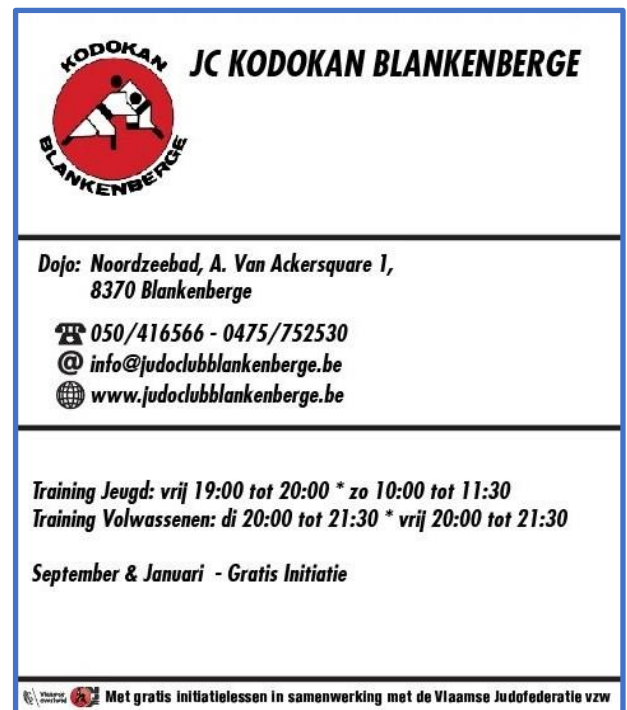 KODOKAN
BLANKENBERGE
JC KODOKAN BLANKENBERGE
Dojo: Noordzeebad, A. Van Ackersquare 1,
8370 Blankenberge
050/416566 - 0475/752530
@ info@judoclubblankenberge.be
www.judoclubblankenberge.be
Training Jeugd: vrij 19:00 tot 20:00 * zo 10:00 tot 11:30
Training Volwassenen: di 20:00 tot 21:30 * vrij 20:00 tot 21:30
September & Januari - Gratis Initiatie
Met gratis initiatielessen in samenwerking met de Vlaamse Judofederatie vzw